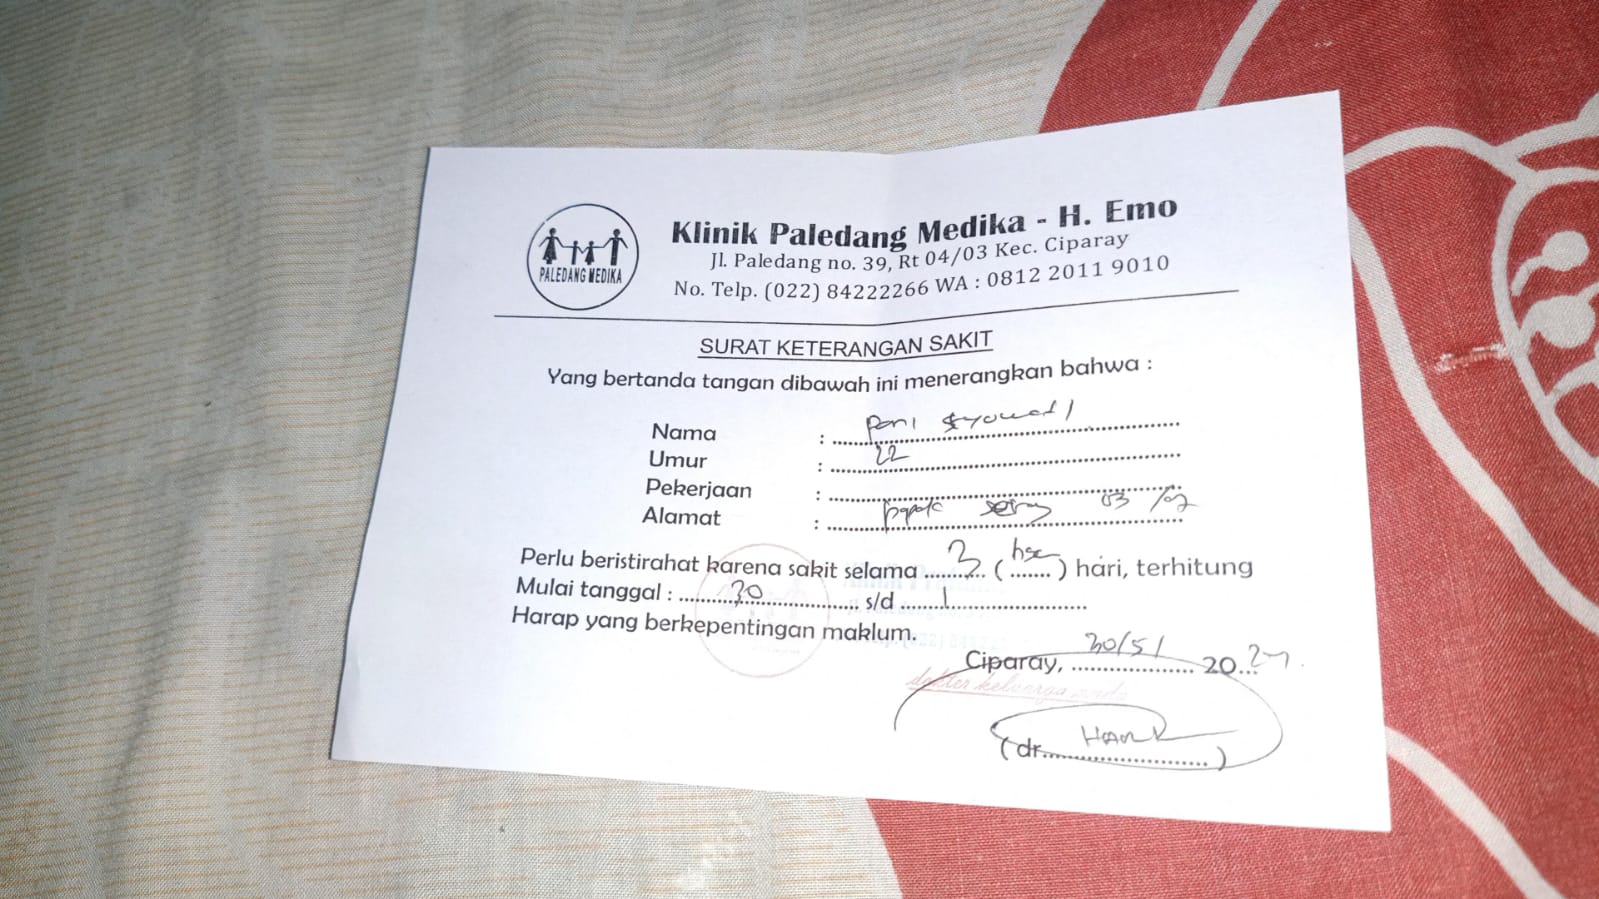 PALEDANG MEDIKA
Klinik Paledang Medika - H. Emo
Jl. Paledang no. 39, Rt 04/03 Kec. Ciparay
No. Telp. (022) 84222266 WA : 0812 2011 9010
SURAT KETERANGAN SAKIT
Yang bertanda tangan dibawah ini menerangkan bahwa :
Nama :
Umur : 22
Pekerjaan :
Alamat : 03 /
Perlu beristirahat karena sakit selama (........) hari, terhitung
Mulai tanggal : 30 s/d 1
Harap yang berkepentingan maklum.
Ciparay, 30/5/ 20
dokter keluarga anda
(dr. )